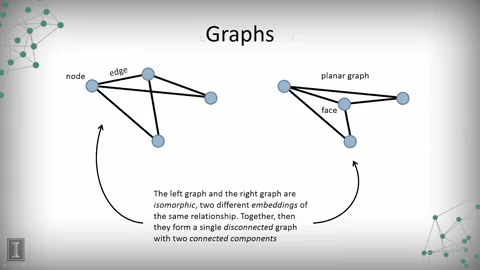 Graphs
node
edge
planar graph
face
The left graph and the right graph are
isomorphic, two different embeddings of
the same relationship. Together, then
they form a single disconnected graph
with two connected components